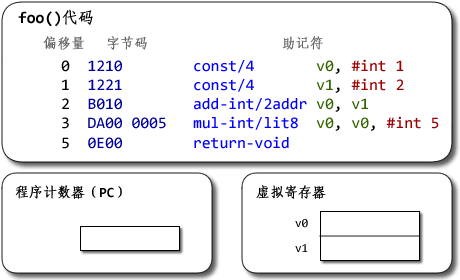 foo()代码
偏移量 字节码 助记符
0 1210 const/4 v0, #int 1
1 1221 const/4 v1, #int 2
2 B010 add-int/2addr v0, v1
3 DA00 0005 mul-int/lit8 v0, v0, #int 5
5 0E00 return-void
程序计数器（PC） 虚拟寄存器
v0
v1